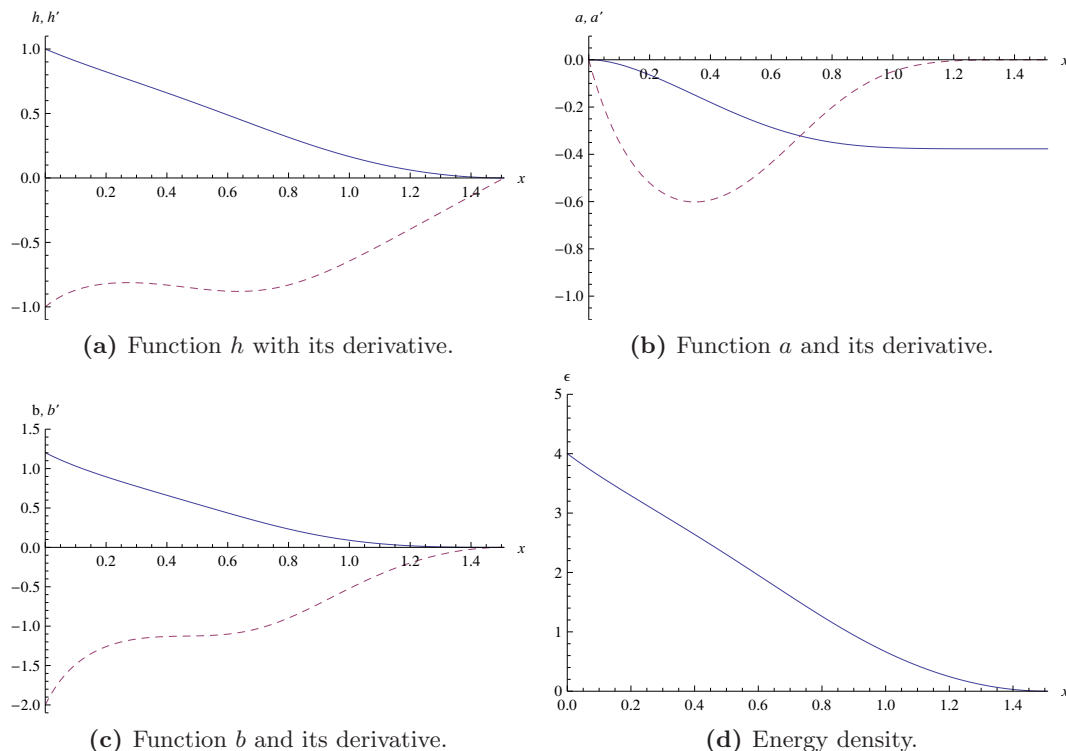 h, h′
1.0
0.5
0.0
-0.5
-1.0
0.2 0.4 0.6 0.8 1.0 1.2 1.4
x
(a) Function h with its derivative.
a, a′
0.0
-0.2
-0.4
-0.6
-0.8
-1.0
0.2 0.4 0.6 0.8 1.0 1.2 1.4
x
(b) Function a and its derivative.
b, b′
1.5
1.0
0.5
0.0
-0.5
-1.0
-1.5
-2.0
0.2 0.4 0.6 0.8 1.0 1.2 1.4
x
(c) Function b and its derivative.
ϵ
5
4
3
2
1
0
0.0 0.2 0.4 0.6 0.8 1.0 1.2 1.4
x
(d) Energy density.